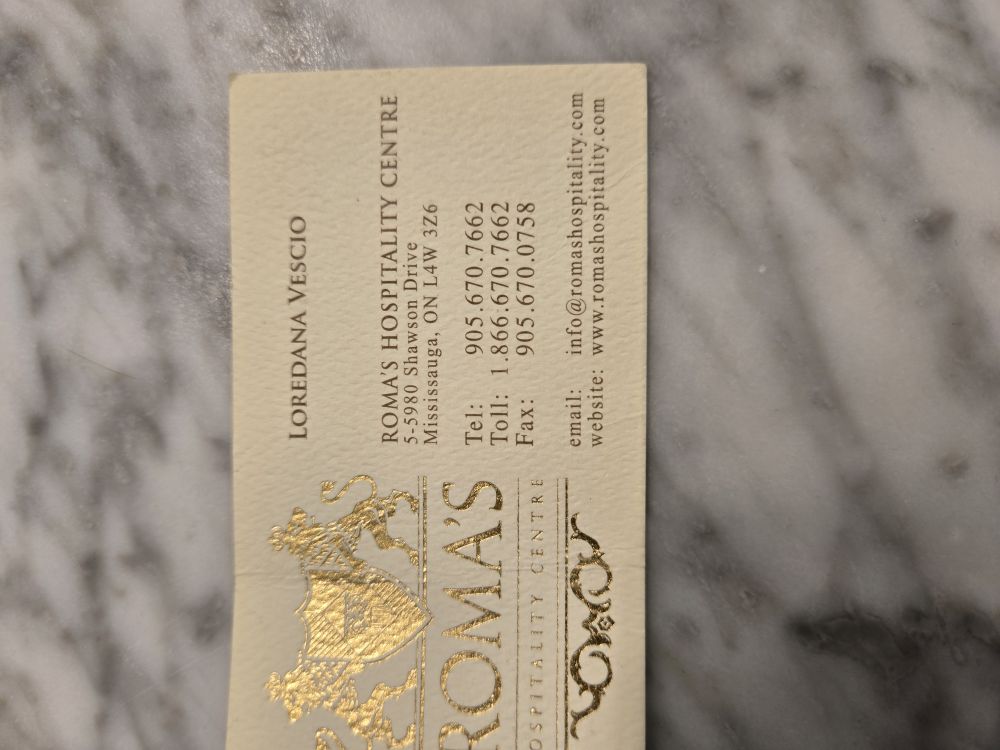 LOREDANA VESCIO
ROMA'S HOSPITALITY CENTRE
5-5980 Shawson Drive
Mississauga, ON L4W 3Z6
Tel: 905.670.7662
Toll: 1.866.670.7662
Fax: 905.670.0758
email: info@romashospitality.com
website: www.romashospitality.com
ROMA'S
OSPITALITY CENTRE